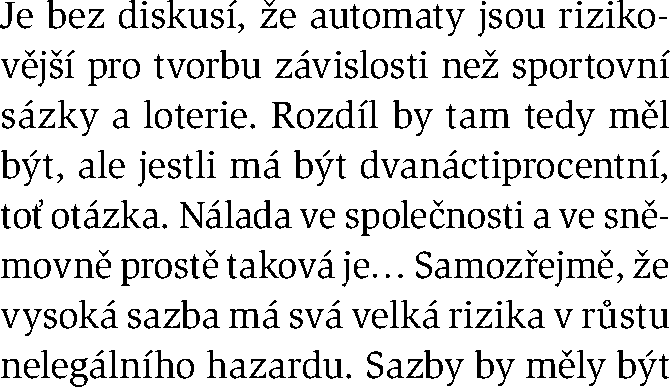 Je bez diskusí, že automaty jsou riziko-
vější pro tvorbu závislosti než sportovní
sázky a loterie. Rozdíl by tam tedy měl
být, ale jestli má být dvanáctiprocentní,
toť otázka. Nálada ve společnosti a ve sně-
movně prostě taková je… Samozřejmě, že
vysoká sazba má svá velká rizika v růstu
nelegálního hazardu. Sazby by měly být